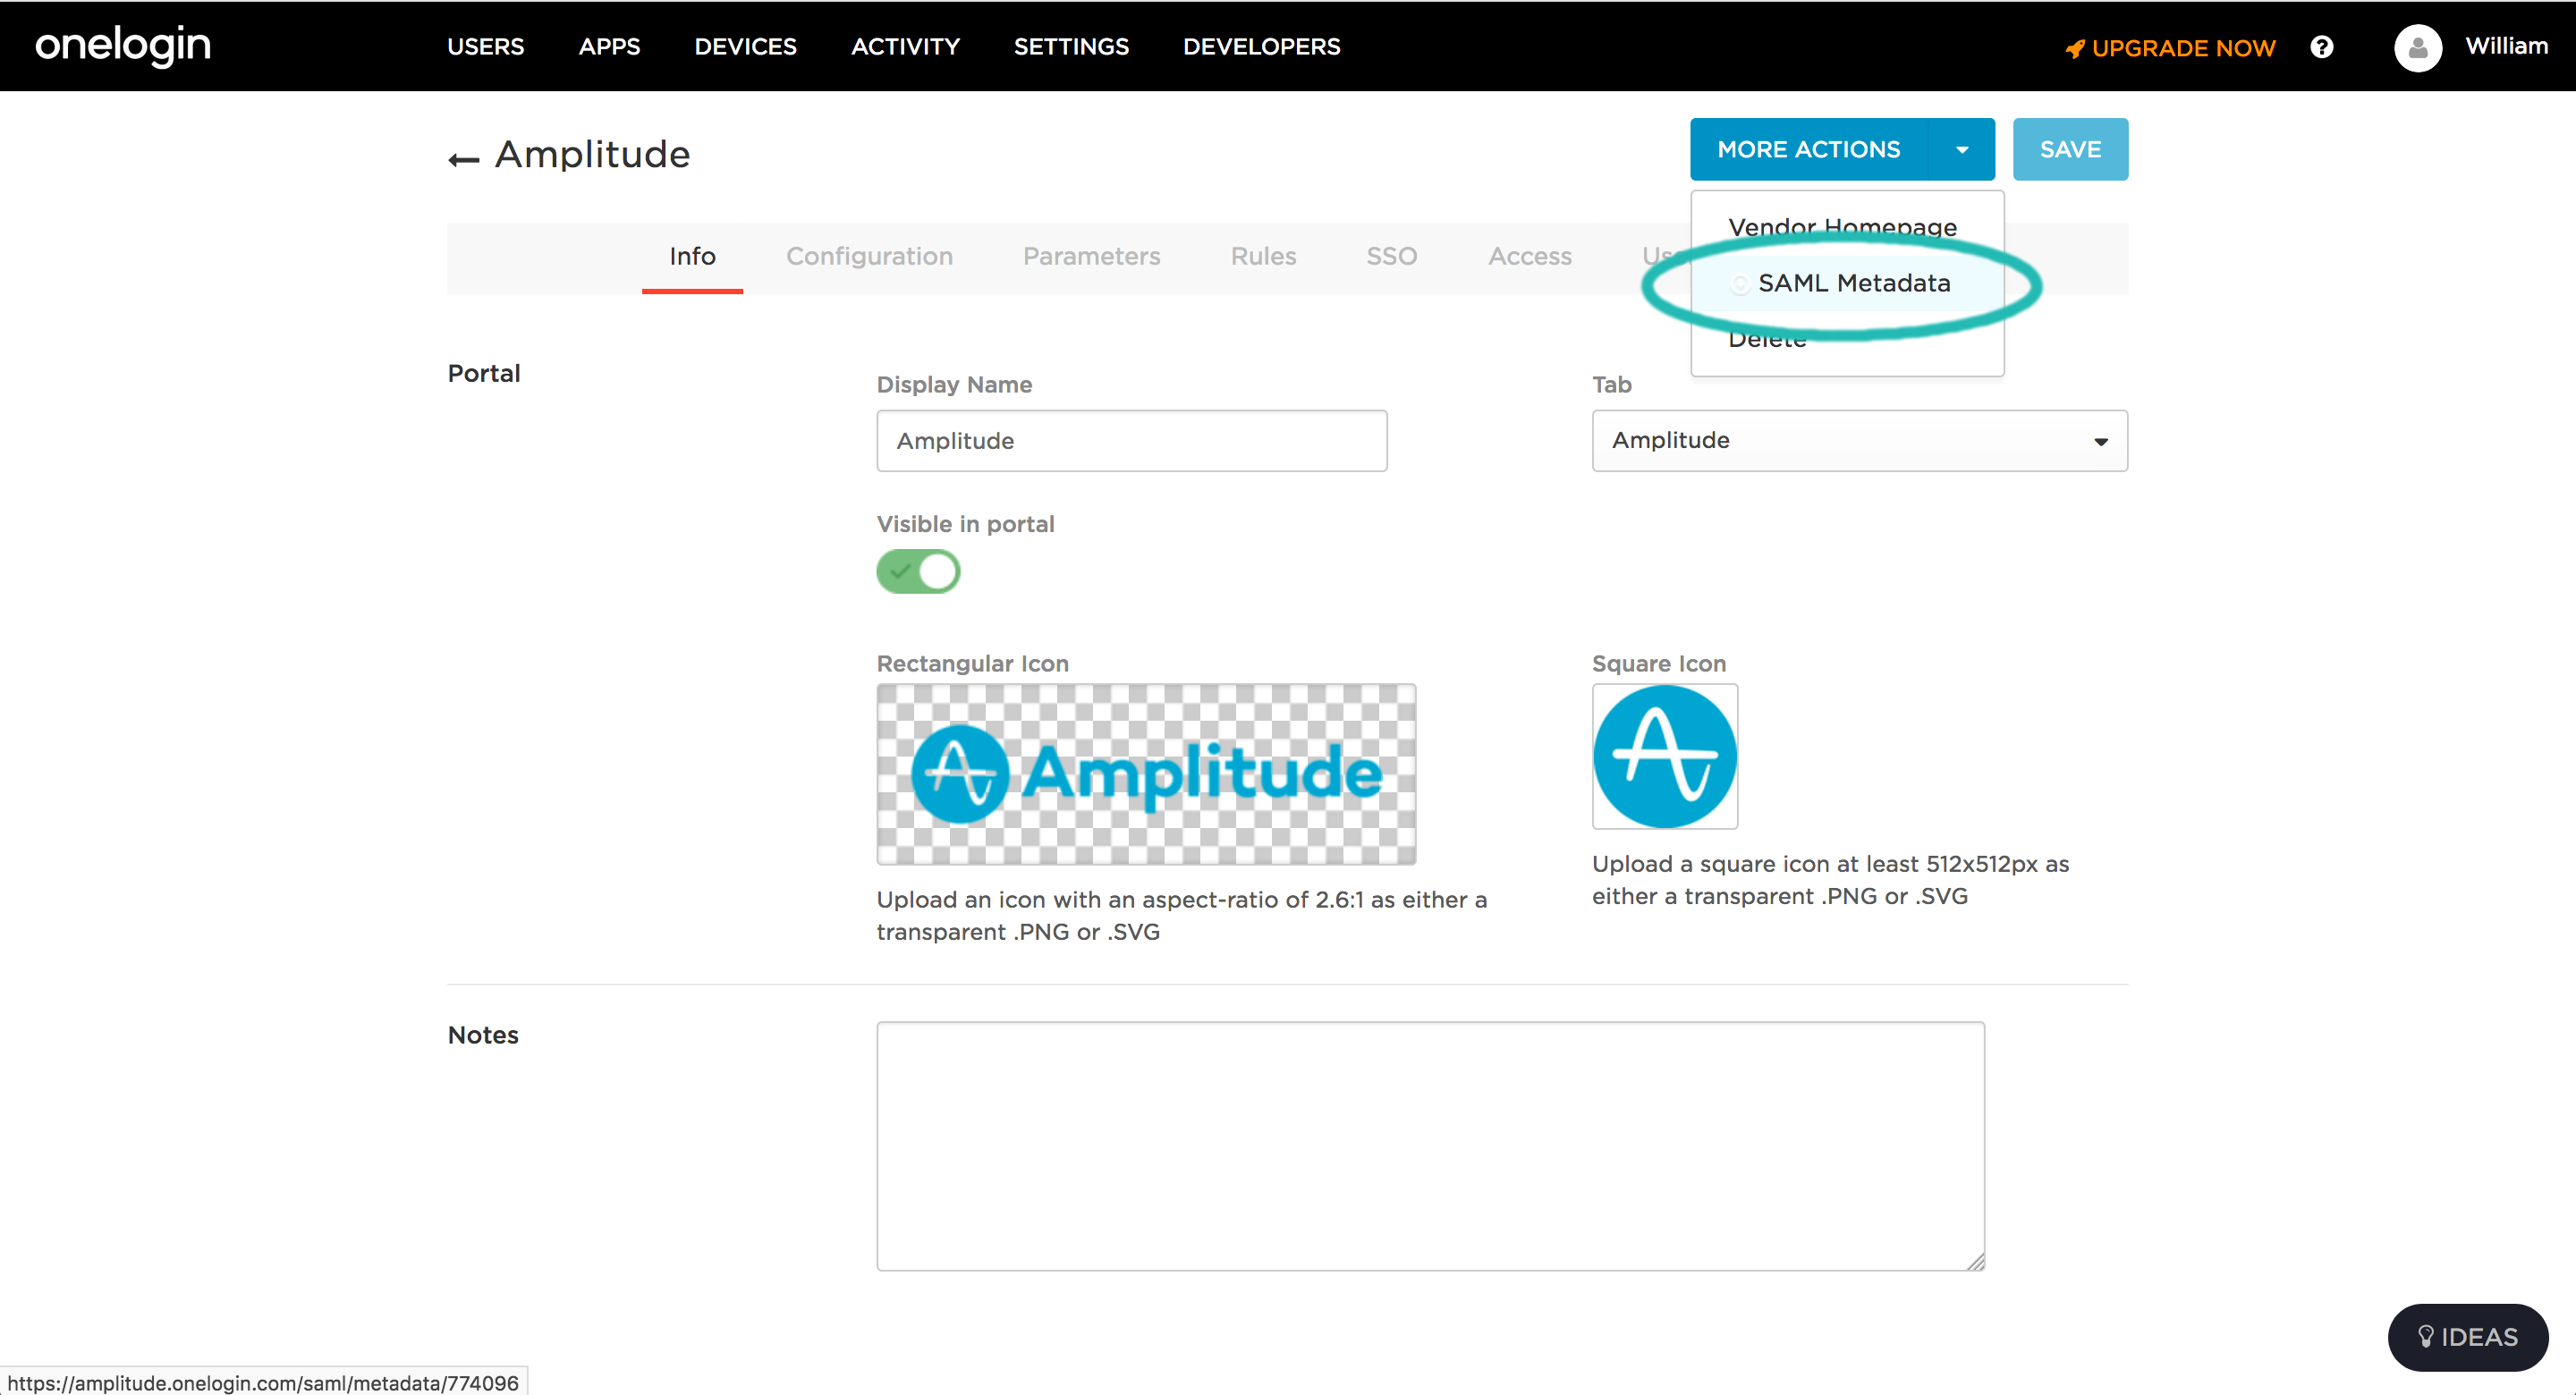 onelogin
USERS APPS DEVICES ACTIVITY SETTINGS DEVELOPERS
UPGRADE NOW ? William
Amplitude
MORE ACTIONS SAVE
Vendor Homepage
SAML Metadata
Delete
Info Configuration Parameters Rules SSO Access
Portal
Display Name
Amplitude
Tab
Amplitude
Visible in portal
Rectangular Icon
Amplitude
Upload an icon with an aspect-ratio of 2.6:1 as either a
transparent .PNG or .SVG
Square Icon
Upload a square icon at least 512x512px as
either a transparent .PNG or .SVG
Notes
IDEAS
https://amplitude.onelogin.com/saml/metadata/774096